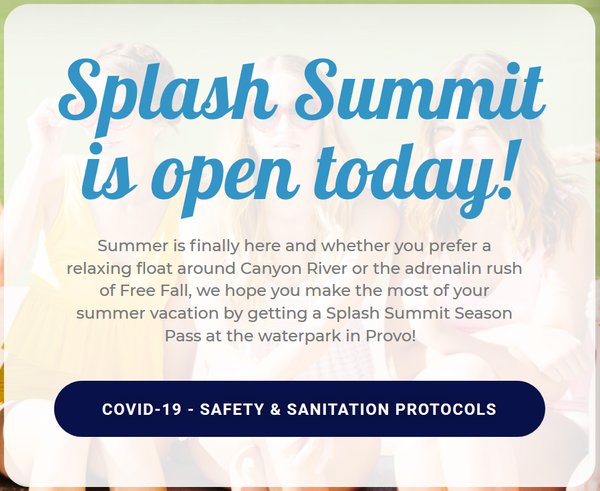 Splash Summit
is open today!
Summer is finally here and whether you prefer a
relaxing float around Canyon River or the adrenalin rush
of Free Fall, we hope you make the most of your
summer vacation by getting a Splash Summit Season
Pass at the waterpark in Provo!
COVID-19 - SAFETY & SANITATION PROTOCOLS